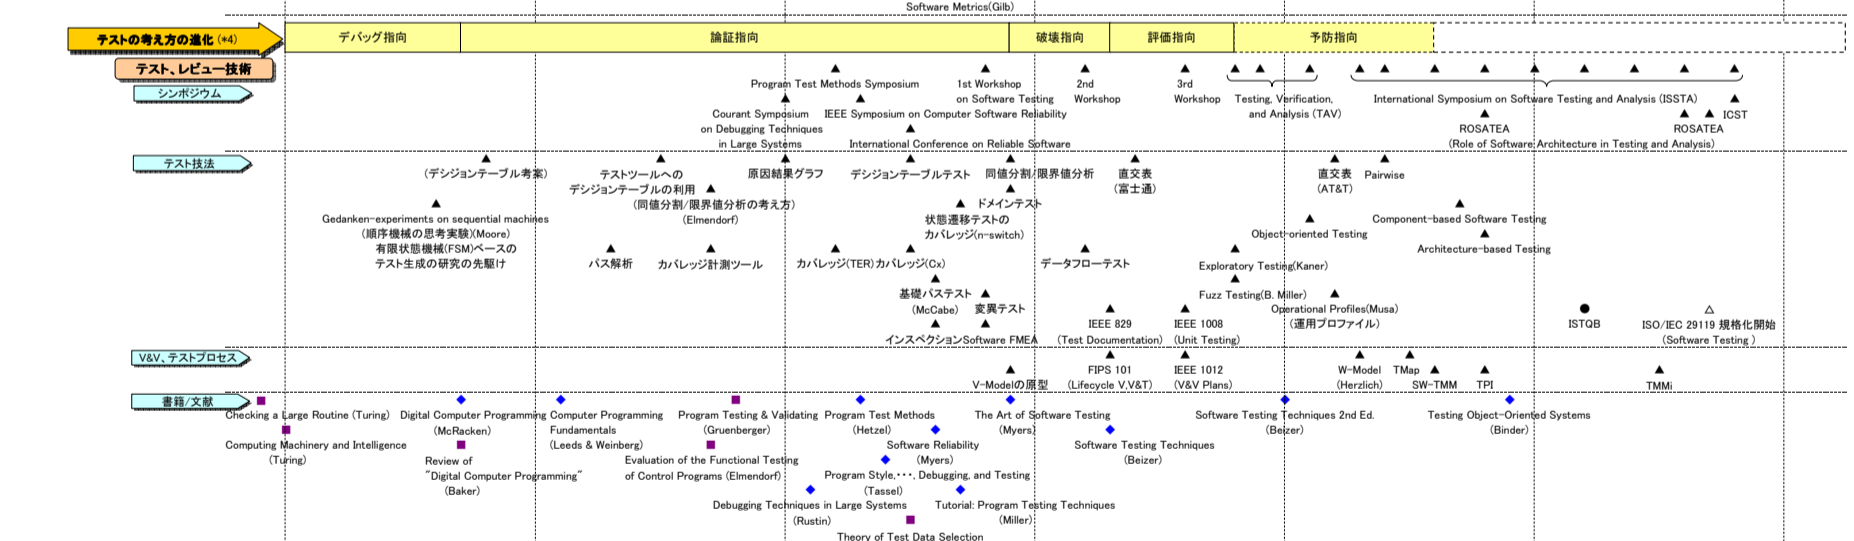 Software Metrics(Gilb)
テストの考え方の進化 (*4)
デバッグ指向
論証指向
破壊指向
評価指向
予防指向
テスト、レビュー技術
シンポジウム
Program Test Methods Symposium
1st Workshop
on Software Testing
2nd
Workshop
3rd
Workshop
Testing, Verification,
and Analysis (TAV)
International Symposium on Software Testing and Analysis (ISSTA)
ICST
Courant Symposium
on Debugging Techniques
in Large Systems
IEEE Symposium on Computer Software Reliability
International Conference on Reliable Software
ROSATEA
ROSATEA
(Role of Software Architecture in Testing and Analysis)
テスト技法
(デシジョンテーブル考案)
テストツールへの
デシジョンテーブルの利用
原因結果グラフ
デシジョンテーブルテスト
同値分割/限界値分析
直交表
(富士通)
直交表
(AT&T)
Pairwise
(同値分割/限界値分析の考え方)
(Elmendorf)
ドメインテスト
Gedanken-experiments on sequential machines
(順序機械の思考実験)(Moore)
有限状態機械(FSM)ベースの
テスト生成の研究の先駆け
状態遷移テストの
カバレッジ(n-switch)
Component-based Software Testing
Object-oriented Testing
Architecture-based Testing
パス解析
カバレッジ計測ツール
カバレッジ(TER)
カバレッジ(Cx)
データフローテスト
Exploratory Testing(Kaner)
基礎パステスト
(McCabe)
変異テスト
Fuzz Testing(B. Miller)
Operational Profiles(Musa)
(運用プロファイル)
インスペクション
Software FMEA
IEEE 829
(Test Documentation)
IEEE 1008
(Unit Testing)
ISTQB
ISO/IEC 29119 規格化開始
(Software Testing )
V&V、テストプロセス
V-Modelの原型
FIPS 101
(Lifecycle V,V&T)
IEEE 1012
(V&V Plans)
W-Model
(Herzlich)
TMap
SW-TMM
TPI
TMMi
書籍/文献
Checking a Large Routine (Turing)
Digital Computer Programming
(McRacken)
Computer Programming
Fundamentals
(Leeds & Weinberg)
Program Testing & Validating
(Gruenberger)
Program Test Methods
(Hetzel)
The Art of Software Testing
(Myers)
Software Testing Techniques 2nd Ed.
(Beizer)
Testing Object-Oriented Systems
(Binder)
Computing Machinery and Intelligence
(Turing)
Review of
"Digital Computer Programming"
(Baker)
Evaluation of the Functional Testing
of Control Programs (Elmendorf)
Software Reliability
(Myers)
Software Testing Techniques
(Beizer)
Program Style,･･･, Debugging, and Testing
(Tassel)
Debugging Techniques in Large Systems
(Rustin)
Tutorial: Program Testing Techniques
(Miller)
Theory of Test Data Selection